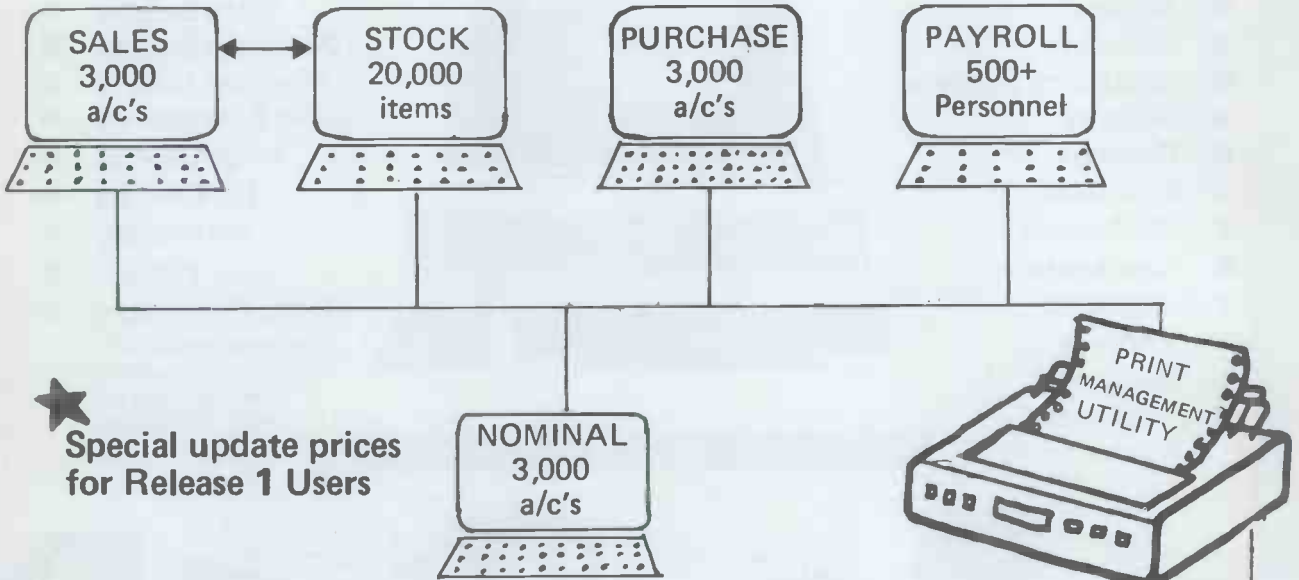 SALES
3,000
a/c's
STOCK
20,000
items
PURCHASE
3,000
a/c's
PAYROLL
500+
Personnel
Special update prices
for Release 1 Users
NOMINAL
3,000
a/c's
PRINT
MANAGEMENT
UTILITY